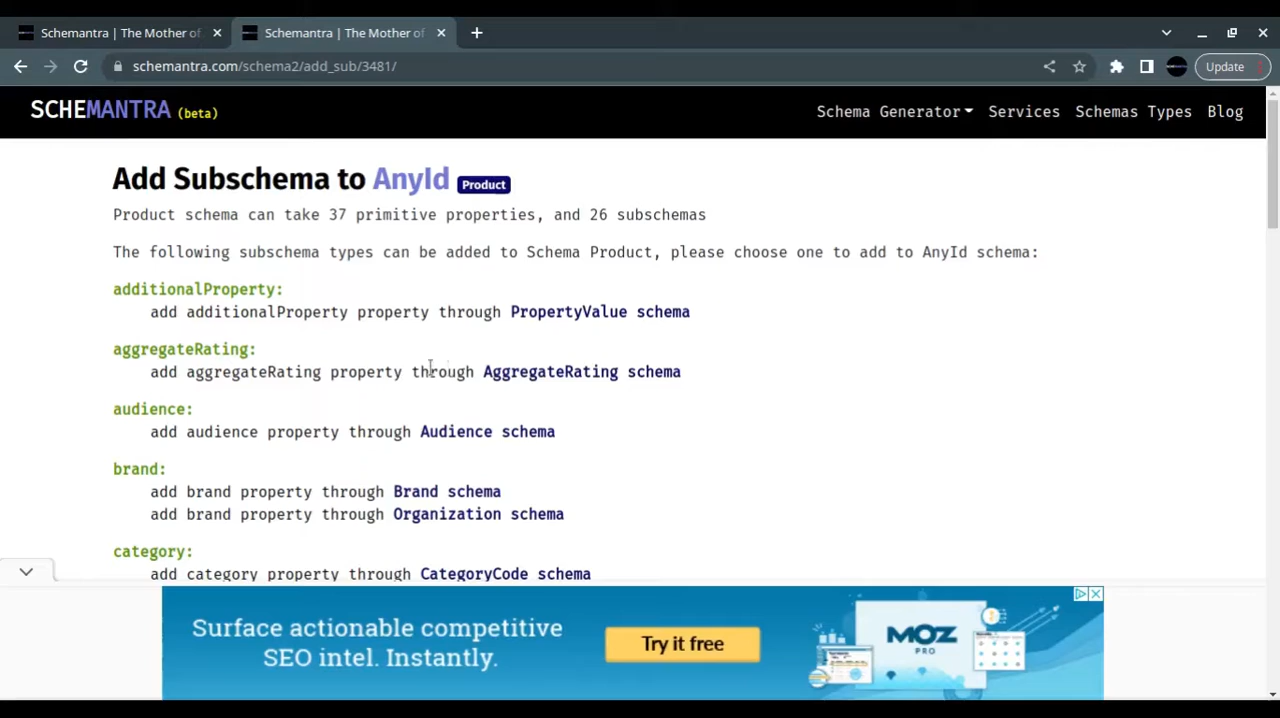 Schemantra | The Mother of
Schemantra | The Mother of
schemantra.com/schema2/add_sub/3481/
Update
SCHEMANTRA (beta)
Schema Generator
Services
Schemas Types
Blog
Add Subschema to AnyId Product
Product schema can take 37 primitive properties, and 26 subschemas
The following subschema types can be added to Schema Product, please choose one to add to AnyId schema:
additionalProperty:
add additionalProperty property through PropertyValue schema
aggregateRating:
add aggregateRating property through AggregateRating schema
audience:
add audience property through Audience schema
brand:
add brand property through Brand schema
add brand property through Organization schema
category:
add category property through CategoryCode schema
Surface actionable competitive
SEO intel. Instantly.
Try it free
MOZ
PRO